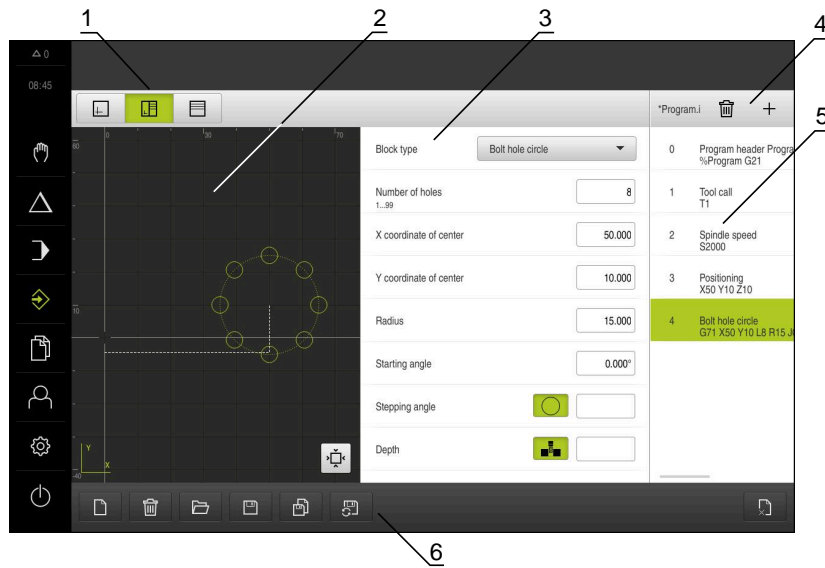 1
2
3
4
5
0
08:45
*Program.i
0
30
70
60
10
-40
Y
X
Block type
Bolt hole circle
Number of holes
1...99
8
X coordinate of center
50.000
Y coordinate of center
10.000
Radius
15.000
Starting angle
0.000°
Stepping angle
Depth
0 Program header Progra
%Program G21
1 Tool call
T1
2 Spindle speed
S2000
3 Positioning
X50 Y10 Z10
4 Bolt hole circle
G71 X50 Y10 L8 R15 J
6